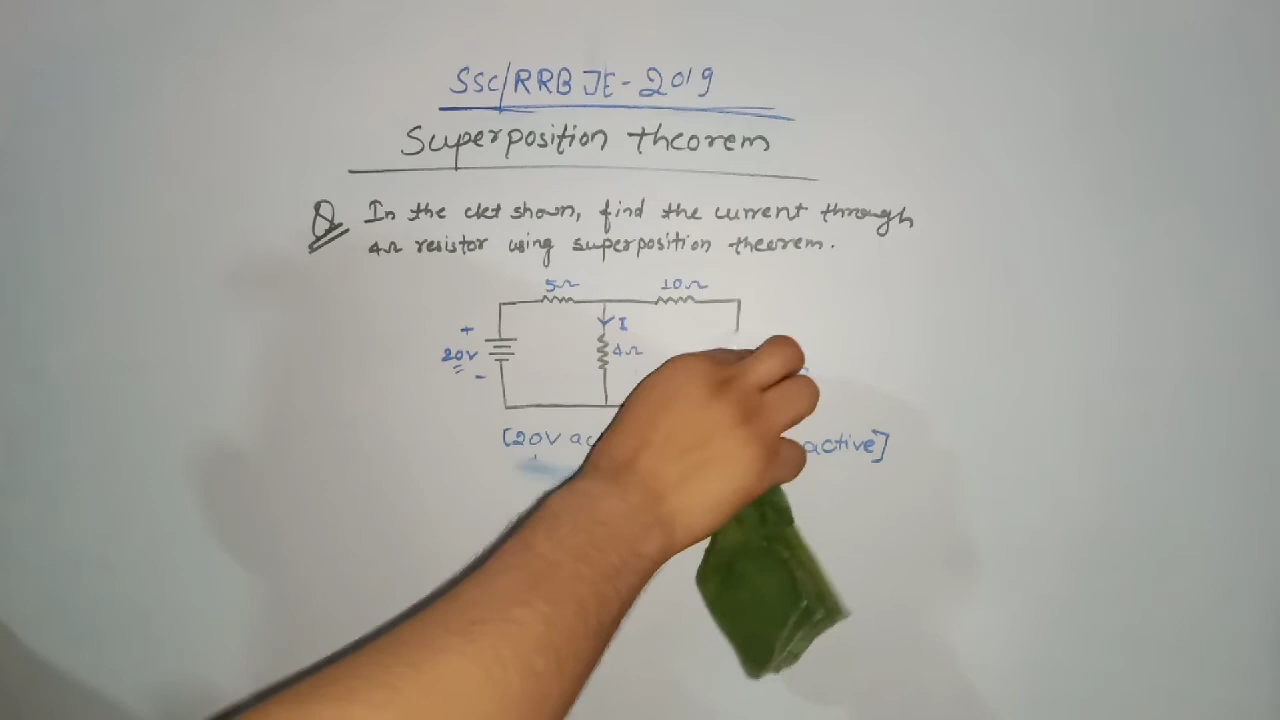 SSC/RRB JE-2019
Superposition theorem
Q In the ckt shown, find the current through
4Ω resistor using superposition theorem.
5Ω 10Ω
+ I
20V 4Ω
-
[20V active]